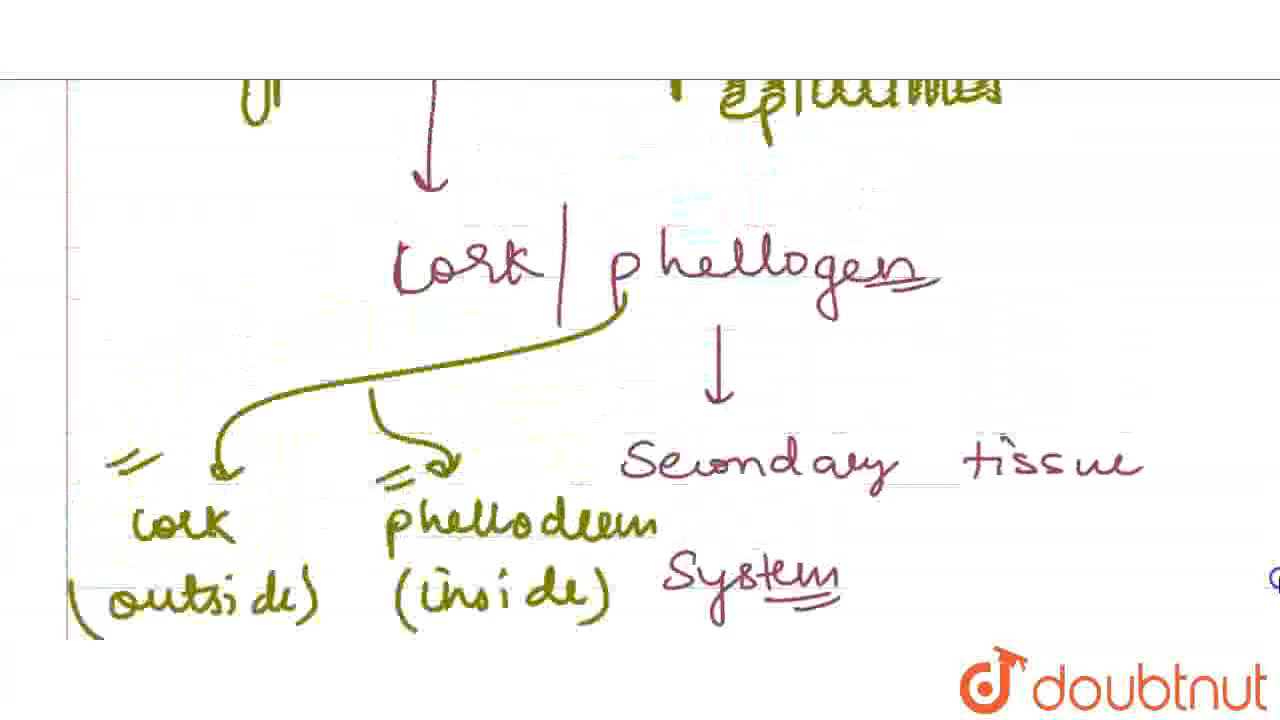 Cork | phellogen
Secondary tissue
System
cork phelloderm
(outside) (inside)
doubtnut